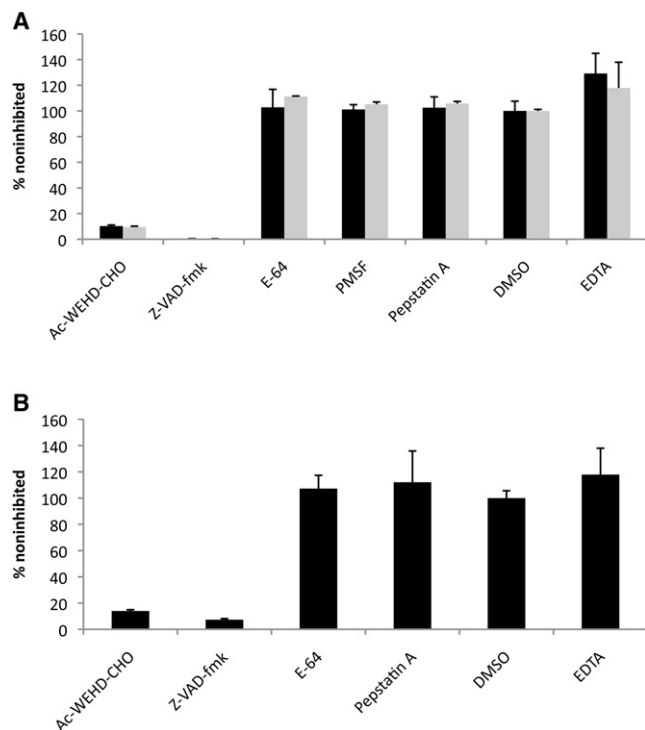 A
160
140
120
100
80
60
40
20
0
% noninhibited
Ac-WEHD-CHO
Z-VAD-fmk
E-64
PMSF
Pepstatin A
DMSO
EDTA
B
160
140
120
100
80
60
40
20
0
% noninhibited
Ac-WEHD-CHO
Z-VAD-fmk
E-64
Pepstatin A
DMSO
EDTA